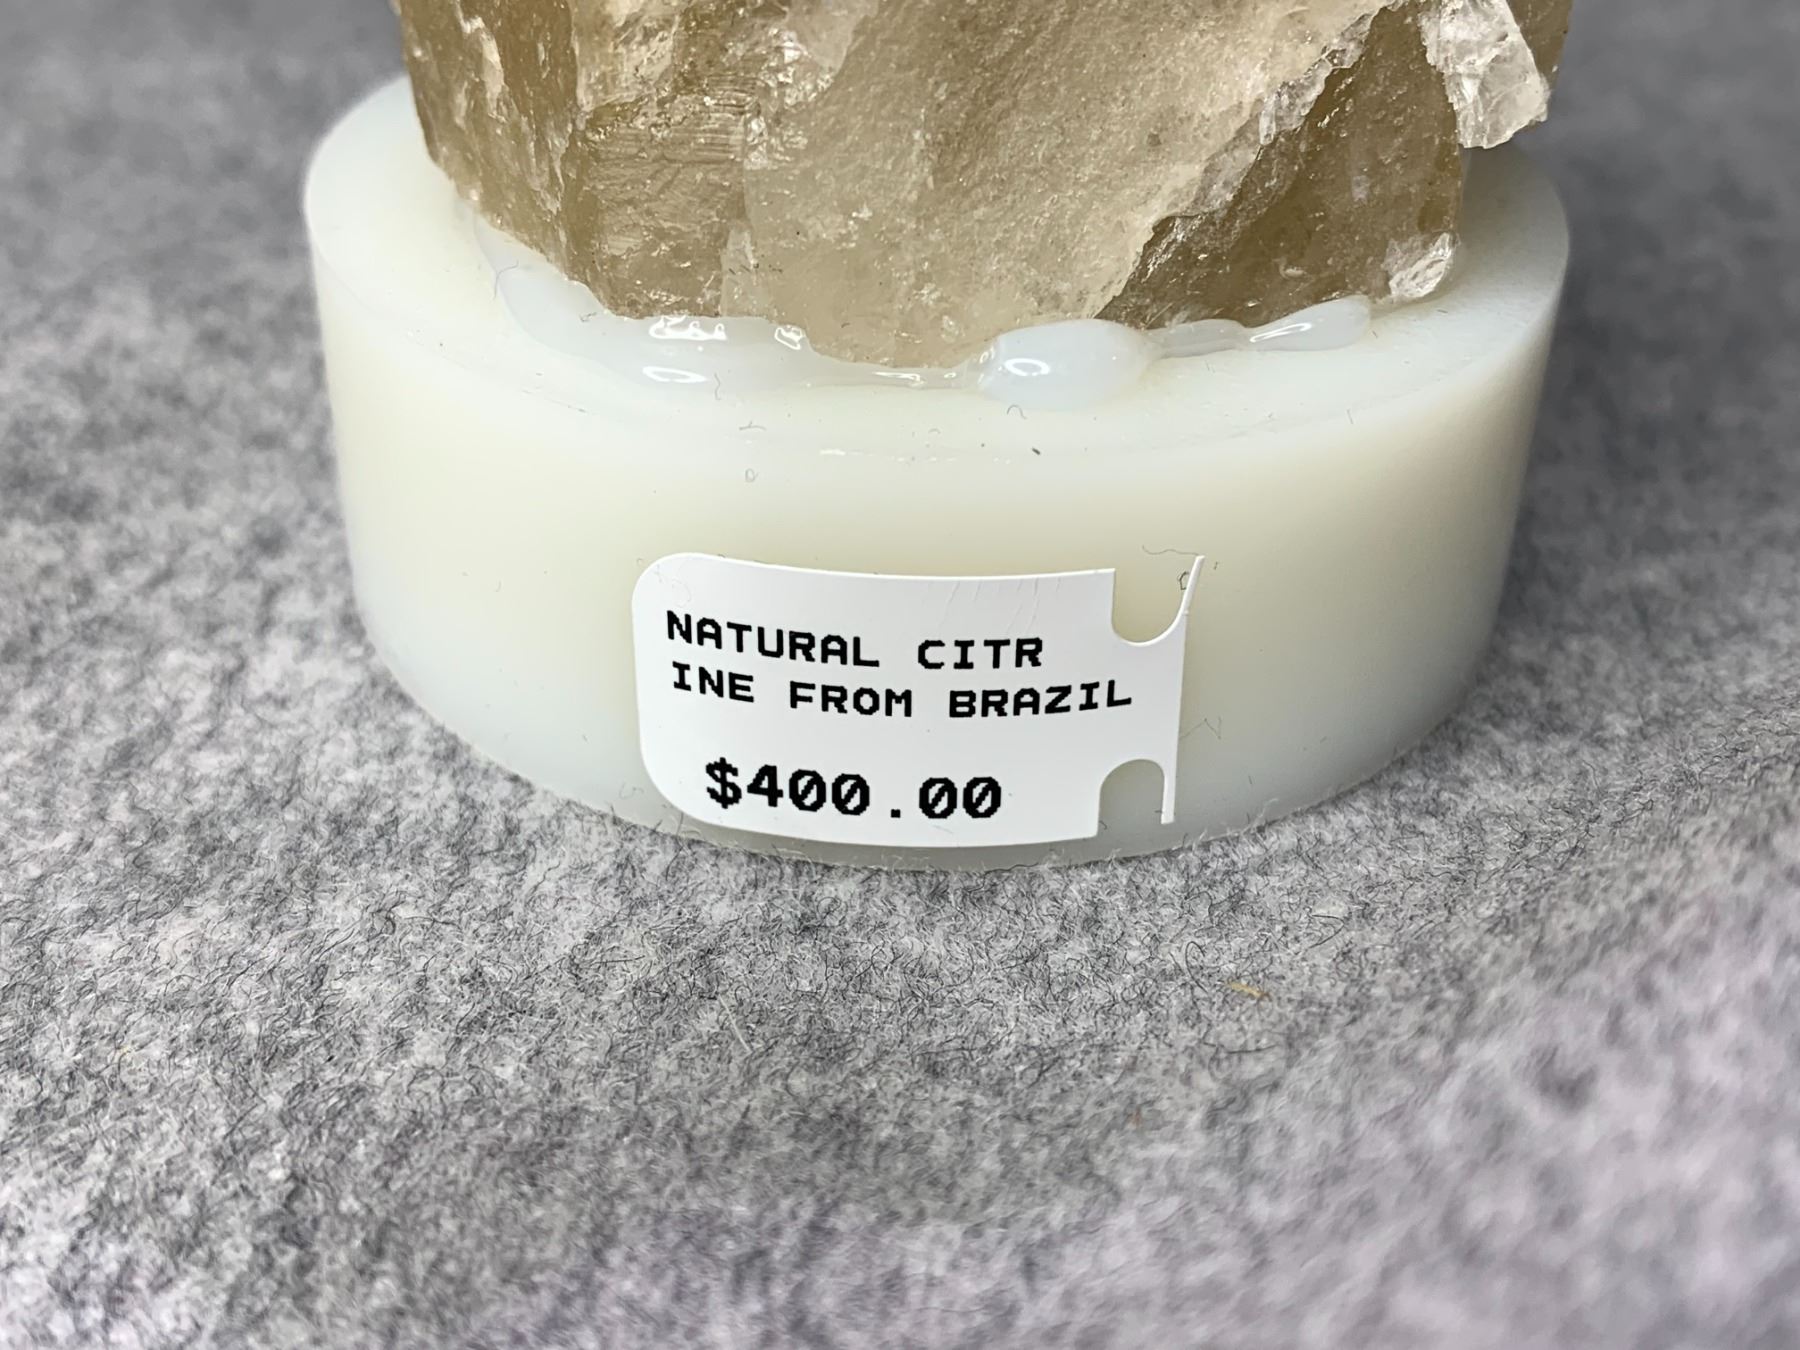 NATURAL CITR
INE FROM BRAZIL
$400.00